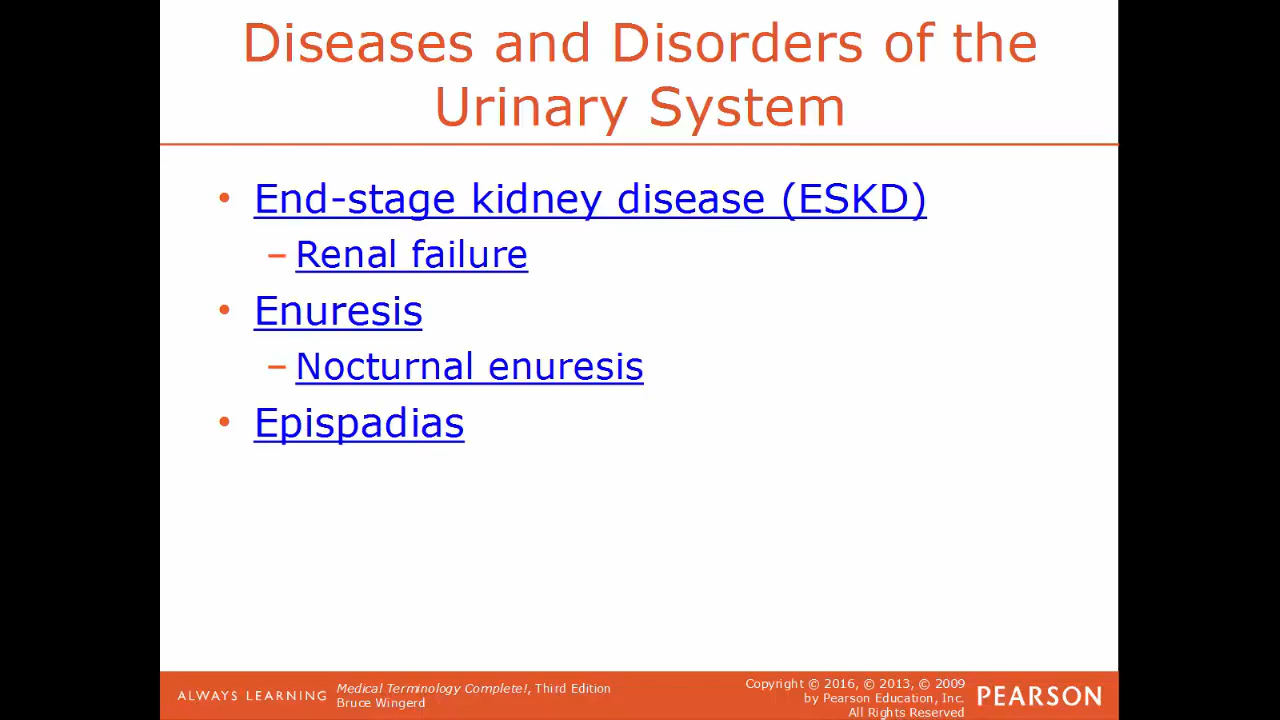 Diseases and Disorders of the
Urinary System
• End-stage kidney disease (ESKD)
– Renal failure
• Enuresis
– Nocturnal enuresis
• Epispadias
ALWAYS LEARNING
Medical Terminology Complete!, Third Edition
Bruce Wingerd
Copyright © 2016, © 2013, © 2009
by Pearson Education, Inc.
All Rights Reserved
PEARSON